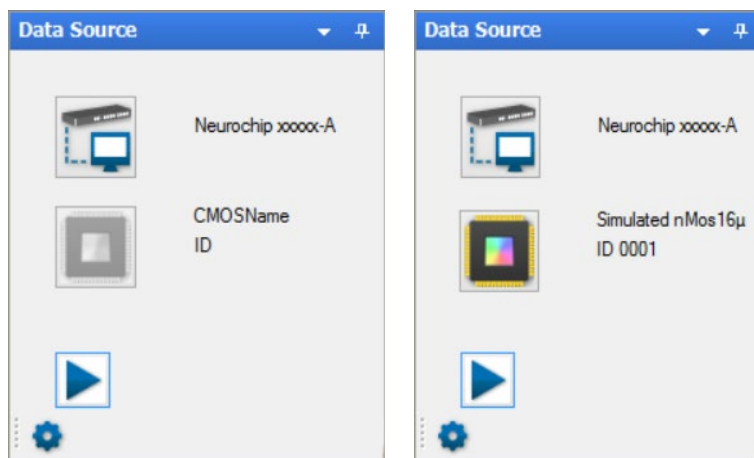 Data Source
Neurochip xxxxx-A
CMOSName
ID
Data Source
Neurochip xxxxx-A
Simulated nMos16µ
ID 0001